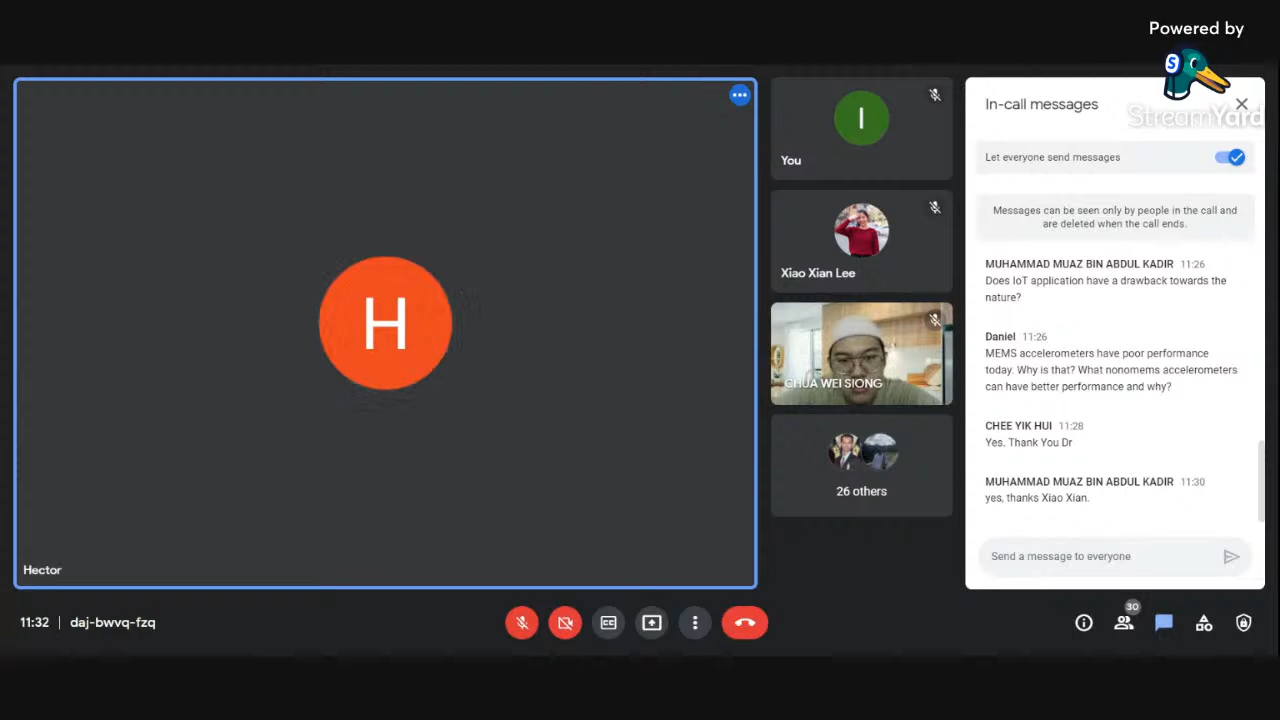 Powered by
S
StreamYard
H
Hector
I
You
Xiao Xian Lee
CHUA WEI SIONG
26 others
In-call messages
Let everyone send messages
Messages can be seen only by people in the call and
are deleted when the call ends.
MUHAMMAD MUAZ BIN ABDUL KADIR 11:26
Does IoT application have a drawback towards the
nature?
Daniel 11:26
MEMS accelerometers have poor performance
today. Why is that? What nonomems accelerometers
can have better performance and why?
CHEE YIK HUI 11:28
Yes. Thank You Dr
MUHAMMAD MUAZ BIN ABDUL KADIR 11:30
yes, thanks Xiao Xian.
Send a message to everyone
11:32 | daj-bwvq-fzq
CC
30